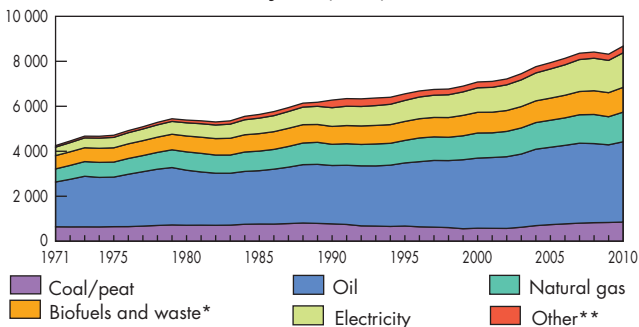 10 000
8 000
6 000
4 000
2 000
0
1971 1975 1980 1985 1990 1995 2000 2005 2010
Coal/peat Oil Natural gas
Biofuels and waste* Electricity Other**